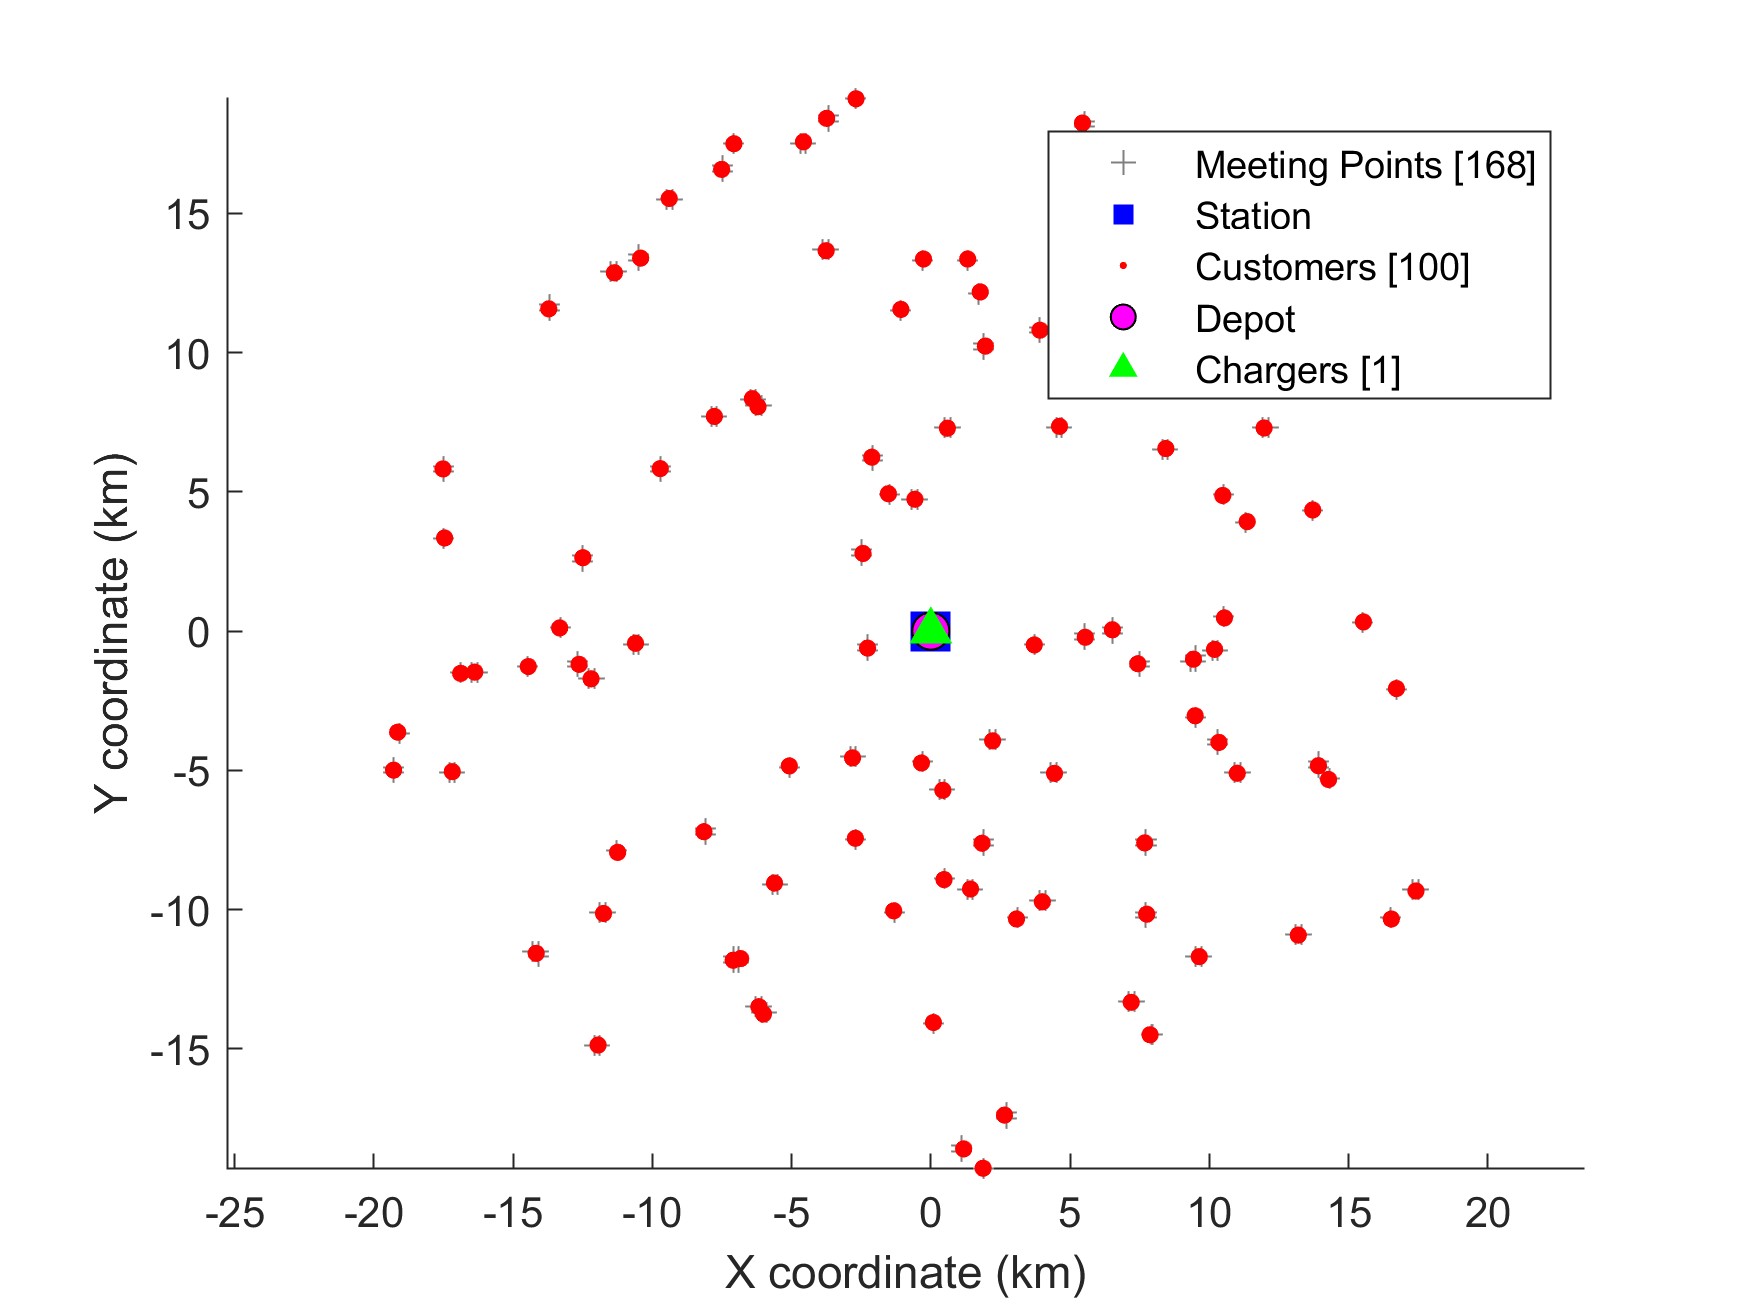 Meeting Points [168]
Station
Customers [100]
Depot
Chargers [1]
15
10
5
0
-5
-10
-15
Y coordinate (km)
-25 -20 -15 -10 -5 0 5 10 15 20
X coordinate (km)